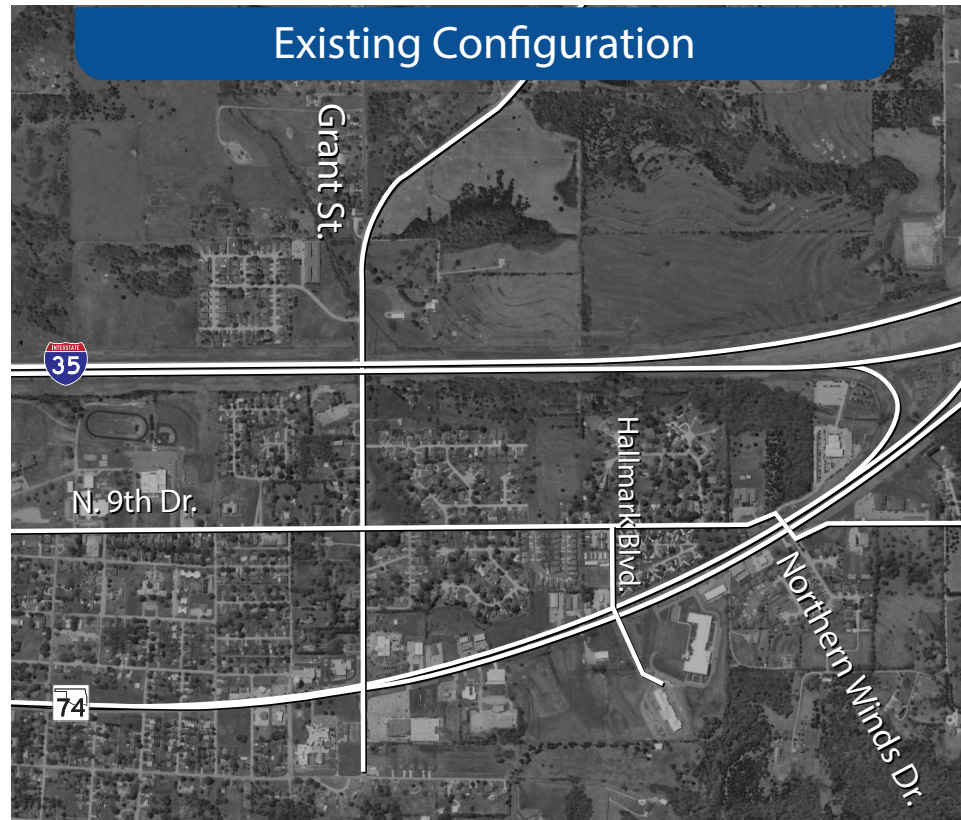 Existing Configuration
Grant St.
INTERSTATE
35
Hallmark Blvd.
N. 9th Dr.
Northern Winds Dr.
74